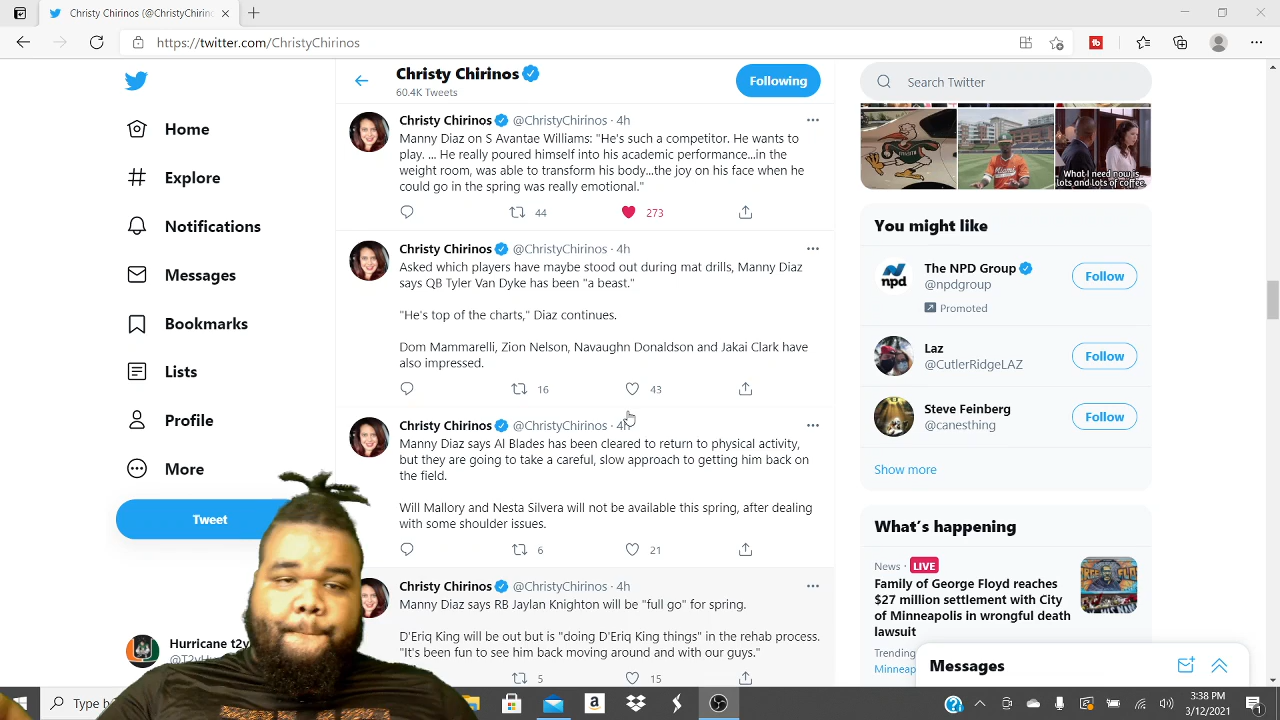 Christy Chirinos (@ChristyChirinos)
https://twitter.com/ChristyChirinos
Home
Explore
Notifications
Messages
Bookmarks
Lists
Profile
More
Tweet
Hurricane t2y
Christy Chirinos
60.4K Tweets
Following
Christy Chirinos @ChristyChirinos · 4h
Manny Diaz on S Avantae Williams: "He's such a competitor. He wants to
play. ... He really poured himself into his academic performance...in the
weight room, was able to transform his body...the joy on his face when he
could go in the spring was really emotional."
44 273
Christy Chirinos @ChristyChirinos · 4h
Asked which players have maybe stood out during mat drills, Manny Diaz
says QB Tyler Van Dyke has been "a beast."
"He's top of the charts," Diaz continues.
Dom Mammarelli, Zion Nelson, Navaughn Donaldson and Jakai Clark have
also impressed.
16 43
Christy Chirinos @ChristyChirinos · 4h
Manny Diaz says Al Blades has been cleared to return to physical activity,
but they are going to take a careful, slow approach to getting him back on
the field.
Will Mallory and Nesta Silvera will not be available this spring, after dealing
with some shoulder issues.
6 21
Christy Chirinos @ChristyChirinos · 4h
Manny Diaz says RB Jaylan Knighton will be "full go" for spring.
D'Eriq King will be out but is "doing D'Eriq King things" in the rehab process.
"It's been fun to see him back moving around and with our guys."
5 15
Search Twitter
What I need now is
lots and lots of coffee.
You might like
The NPD Group
@npdgroup
Promoted
Follow
Laz
@CutlerRidgeLAZ
Follow
Steve Feinberg
@canesthing
Follow
Show more
What's happening
News · LIVE
Family of George Floyd reaches
$27 million settlement with City
of Minneapolis in wrongful death
lawsuit
Trending
Minneap
Messages
Type
3:38 PM
3/12/2021